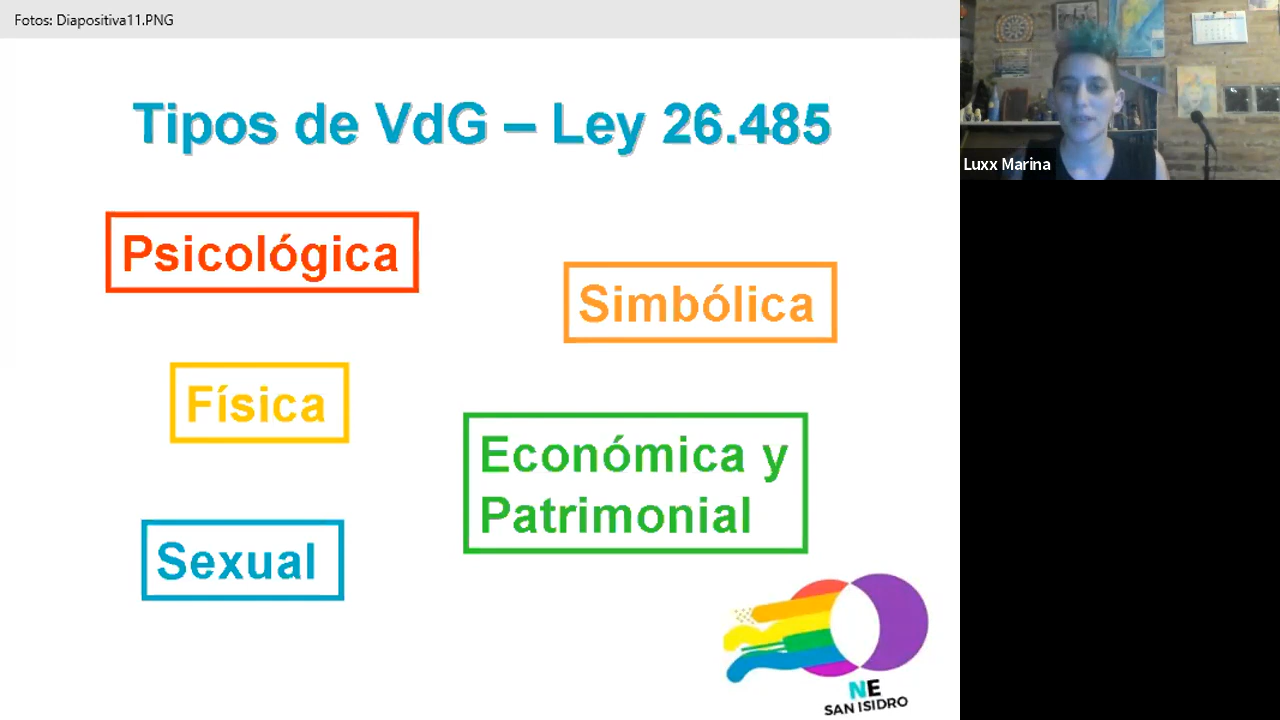 Fotos: Diapositiva11.PNG
Tipos de VdG – Ley 26.485
Psicológica
Simbólica
Física
Económica y
Patrimonial
Sexual
NE
SAN ISIDRO
Luxx Marina